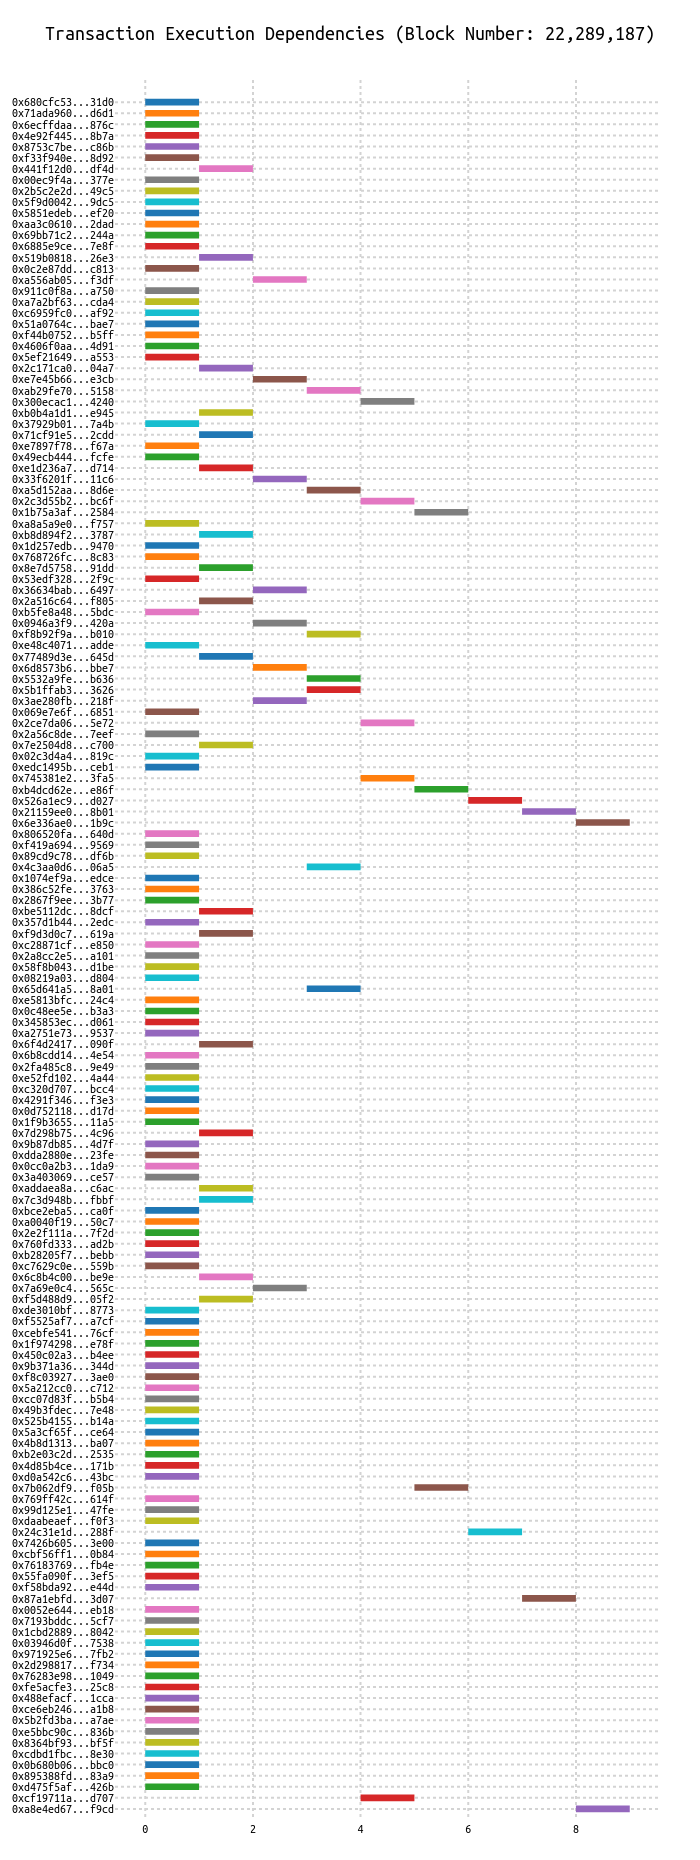 Transaction Execution Dependencies (Block Number: 22,289,187)
0x680cfc53...31d0
0x71ada960...d6d1
0x6ecffdaa...876c
0x4e92f445...8b7a
0x8753c7be...c86b
0xf33f940e...8d92
0x441f12d0...df4d
0x00ec9f4a...377e
0x2b5c2e2d...49c5
0x5f9d0042...9dc5
0x5851edeb...ef20
0xaa3c0610...2dad
0x69bb71c2...244a
0x6885e9ce...7e8f
0x519b0818...26e3
0x0c2e87dd...c813
0xa556ab05...f3df
0x911c0f8a...a750
0xa7a2bf63...cda4
0xc6959fc0...af92
0x51a0764c...bae7
0xf44b0752...b5ff
0x4606f0aa...4d91
0x5ef21649...a553
0x2c171ca0...04a7
0xe7e45b66...e3cb
0xab29fe70...5158
0x300ecac1...4240
0xb0b4a1d1...e945
0x37929b01...7a4b
0x71cf91e5...2cdd
0xe7897f78...f67a
0x49ecb444...fcfe
0xe1d236a7...d714
0x33f6201f...11c6
0xa5d152aa...8d6e
0x2c3d55b2...bc6f
0x1b75a3af...2584
0xa8a5a9e0...f757
0xb8d894f2...3787
0x1d257edb...9470
0x768726fc...8c83
0x8e7d5758...91dd
0x53edf328...2f9c
0x36634bab...6497
0x2a516c64...f805
0xb5fe8a48...5bdc
0x0946a3f9...420a
0xf8b92f9a...b010
0xe48c4071...adde
0x77489d3e...645d
0x6d8573b6...bbe7
0x5532a9fe...b636
0x5b1ffab3...3626
0x3ae280fb...218f
0x069e7e6f...6851
0x2ce7da06...5e72
0x2a56c8de...7eef
0x7e2504d8...c700
0x02c3d4a4...819c
0xedc1495b...ceb1
0x745381e2...3fa5
0xb4dcd62e...e86f
0x526a1ec9...d027
0x21159ee0...8b01
0x6e336ae0...1b9c
0x806520fa...640d
0xf419a694...9569
0x89cd9c78...df6b
0x4c3aa0d6...06a5
0x1074ef9a...edce
0x386c52fe...3763
0x2867f9ee...3b77
0xbe5112dc...8dcf
0x357d1b44...2edc
0xf9d3d0c7...619a
0xc28871cf...e850
0x2a8cc2e5...a101
0x58f8b043...d1be
0x08219a03...d804
0x65d641a5...8a01
0xe5813bfc...24c4
0x0c48ee5e...b3a3
0x345853ec...d061
0xa2751e73...9537
0x6f4d2417...090f
0x6b8cdd14...4e54
0x2fa485c8...9e49
0xe52fd102...4a44
0xc320d707...bcc4
0x4291f346...f3e3
0x0d752118...d17d
0x1f9b3655...11a5
0x7d298b75...4c96
0x9b87db85...4d7f
0xdda2880e...23fe
0x0cc0a2b3...1da9
0x3a403069...ce57
0xaddaea8a...c6ac
0x7c3d948b...fbbf
0xbce2eba5...ca0f
0xa0040f19...50c7
0x2e2f111a...7f2d
0x760fd333...ad2b
0xb28205f7...bebb
0xc7629c0e...559b
0x6c8b4c00...be9e
0x7a69e0c4...565c
0xf5d488d9...05f2
0xde3010bf...8773
0xf5525af7...a7cf
0xcebfe541...76cf
0x1f974298...e78f
0x450c02a3...b4ee
0x9b371a36...344d
0xf8c03927...3ae0
0x5a212cc0...c712
0xcc07d83f...b5b4
0x49b3fdec...7e48
0x525b4155...b14a
0x5a3cf65f...ce64
0x4b8d1313...ba07
0xb2e03c2d...2535
0x4d85b4ce...171b
0xd0a542c6...43bc
0x7b062df9...f05b
0x769ff42c...614f
0x99d125e1...47fe
0xdaabeaef...f0f3
0x24c31e1d...288f
0x7426b605...3e00
0xcbf56ff1...0b84
0x76183769...fb4e
0x55fa090f...3ef5
0xf58bda92...e44d
0x87a1ebfd...3d07
0x0052e644...eb18
0x7193bddc...5cf7
0x1cbd2889...8042
0x03946d0f...7538
0x971925e6...7fb2
0x2d298817...f734
0x76283e98...1049
0xfe5acfe3...25c8
0x488efacf...1cca
0xce6eb246...a1b8
0x5b2fd3ba...a7ae
0xe5bbc90c...836b
0x8364bf93...bf5f
0xcdbd1fbc...8e30
0x0b680b06...bbc0
0x895388fd...83a9
0xd475f5af...426b
0xcf19711a...d707
0xa8e4ed67...f9cd
0 2 4 6 8